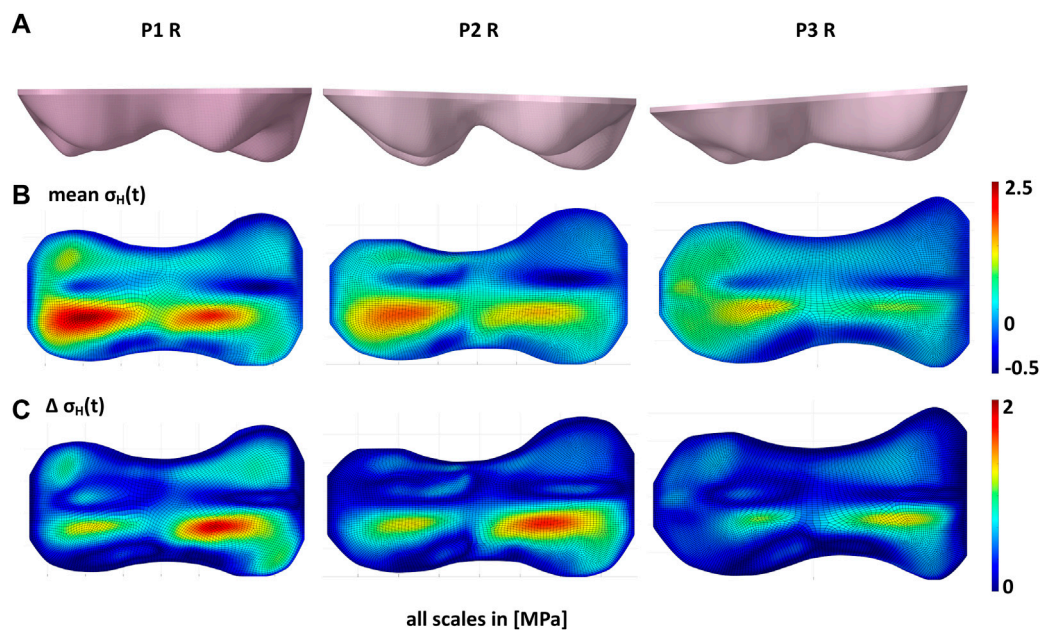 A
P1 R
P2 R
P3 R
B mean σH(t)
2.5
0
-0.5
C Δ σH(t)
2
0
all scales in [MPa]